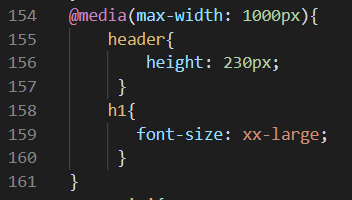 154 @media(max-width: 1000px){
155 header{
156 height: 230px;
157 }
158 h1{
159 font-size: xx-large;
160 }
161 }